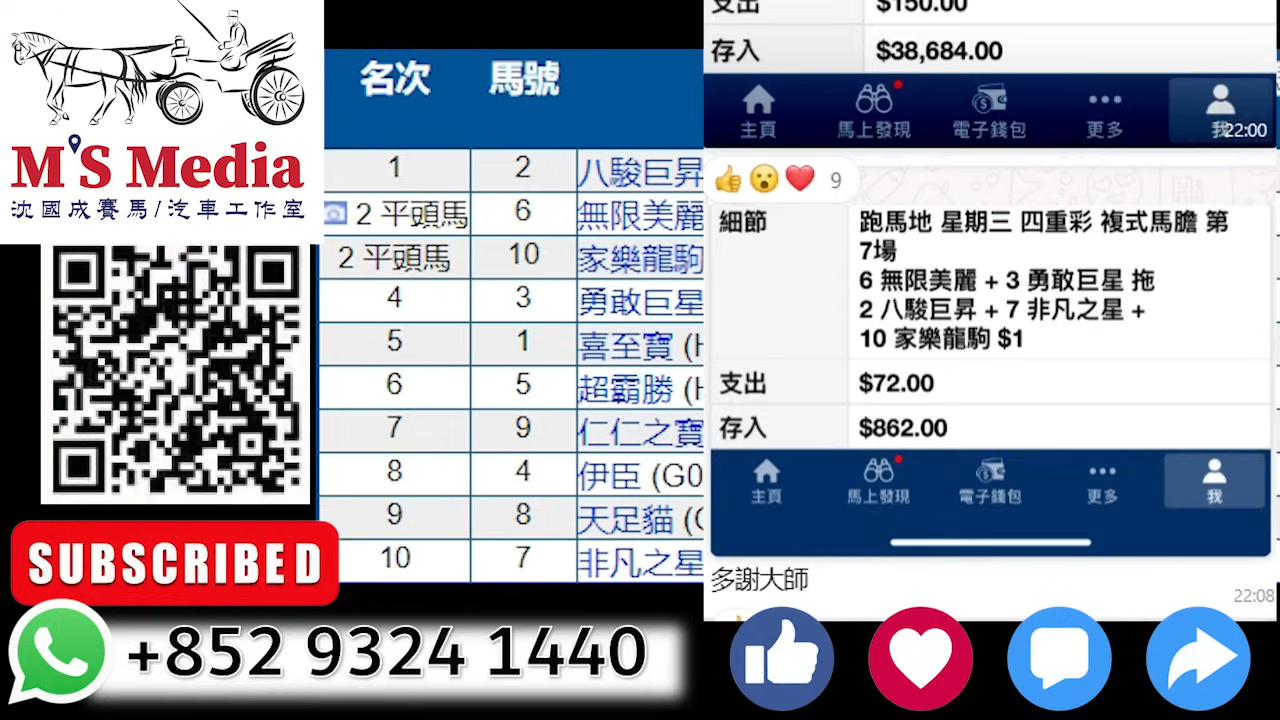 M'S Media
沈國成賽馬/汽車工作室
SUBSCRIBED
+852 9324 1440
名次 馬號
1 2 八駿巨昇
2 平頭馬 6 無限美麗
2 平頭馬 10 家樂龍駒
4 3 勇敢巨星
5 1 喜至寶 (H
6 5 超霸勝 (H
7 9 仁仁之寶
8 4 伊臣 (G0
9 8 天足貓 (G
10 7 非凡之星
支出 $150.00
存入 $38,684.00
主頁 馬上發現 電子錢包 更多 我
22:00
9
細節 跑馬地 星期三 四重彩 複式馬膽 第
7場
6 無限美麗 + 3 勇敢巨星 拖
2 八駿巨昇 + 7 非凡之星 +
10 家樂龍駒 $1
支出 $72.00
存入 $862.00
主頁 馬上發現 電子錢包 更多 我
多謝大師
22:08